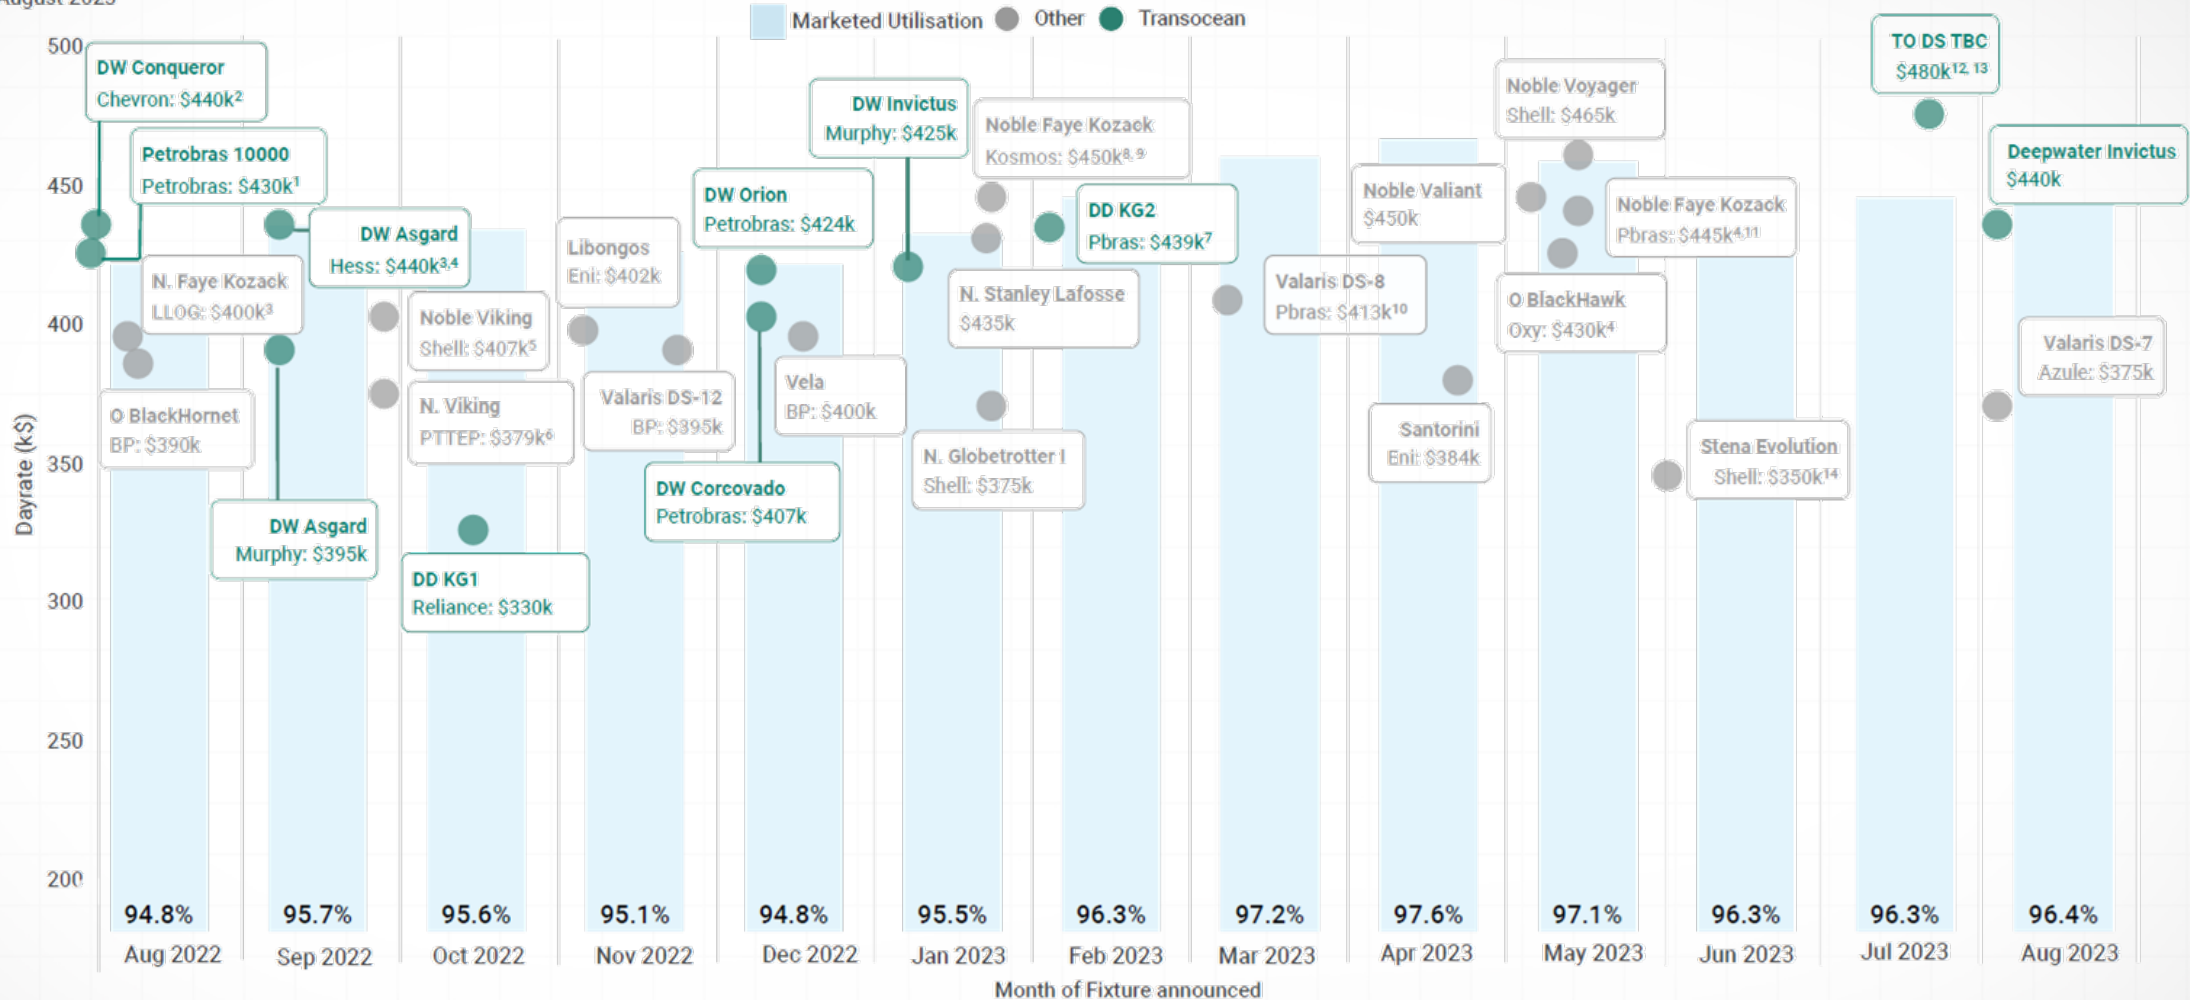 August 2023
Marketed Utilisation
Other
Transocean
500
450
400
350
300
250
200
Dayrate (k$)
DW Conqueror
Chevron: $440k²
Petrobras 10000
Petrobras: $430k¹
N. Faye Kozack
LLOG: $400k³
O BlackHornet
BP: $390k
DW Asgard
Hess: $440k³,⁴
DW Asgard
Murphy: $395k
Noble Viking
Shell: $407k⁵
N. Viking
PTTEP: $379k⁶
DD KG1
Reliance: $330k
Libongos
Eni: $402k
Valaris DS-12
BP: $395k
DW Orion
Petrobras: $424k
DW Corcovado
Petrobras: $407k
Vela
BP: $400k
DW Invictus
Murphy: $425k
Noble Faye Kozack
Kosmos: $450k⁸,⁹
N. Stanley Lafosse
$435k
N. Globetrotter I
Shell: $375k
DD KG2
Pbras: $439k⁷
Valaris DS-8
Pbras: $413k¹⁰
Noble Valiant
$450k
Santorini
Eni: $384k
Noble Voyager
Shell: $465k
Noble Faye Kozack
Pbras: $445k⁴,¹¹
O BlackHawk
Oxy: $430k⁴
Stena Evolution
Shell: $350k¹⁴
TO DS TBC
$480k¹²,¹³
Deepwater Invictus
$440k
Valaris DS-7
Azule: $375k
94.8%
95.7%
95.6%
95.1%
94.8%
95.5%
96.3%
97.2%
97.6%
97.1%
96.3%
96.3%
96.4%
Aug 2022
Sep 2022
Oct 2022
Nov 2022
Dec 2022
Jan 2023
Feb 2023
Mar 2023
Apr 2023
May 2023
Jun 2023
Jul 2023
Aug 2023
Month of Fixture announced